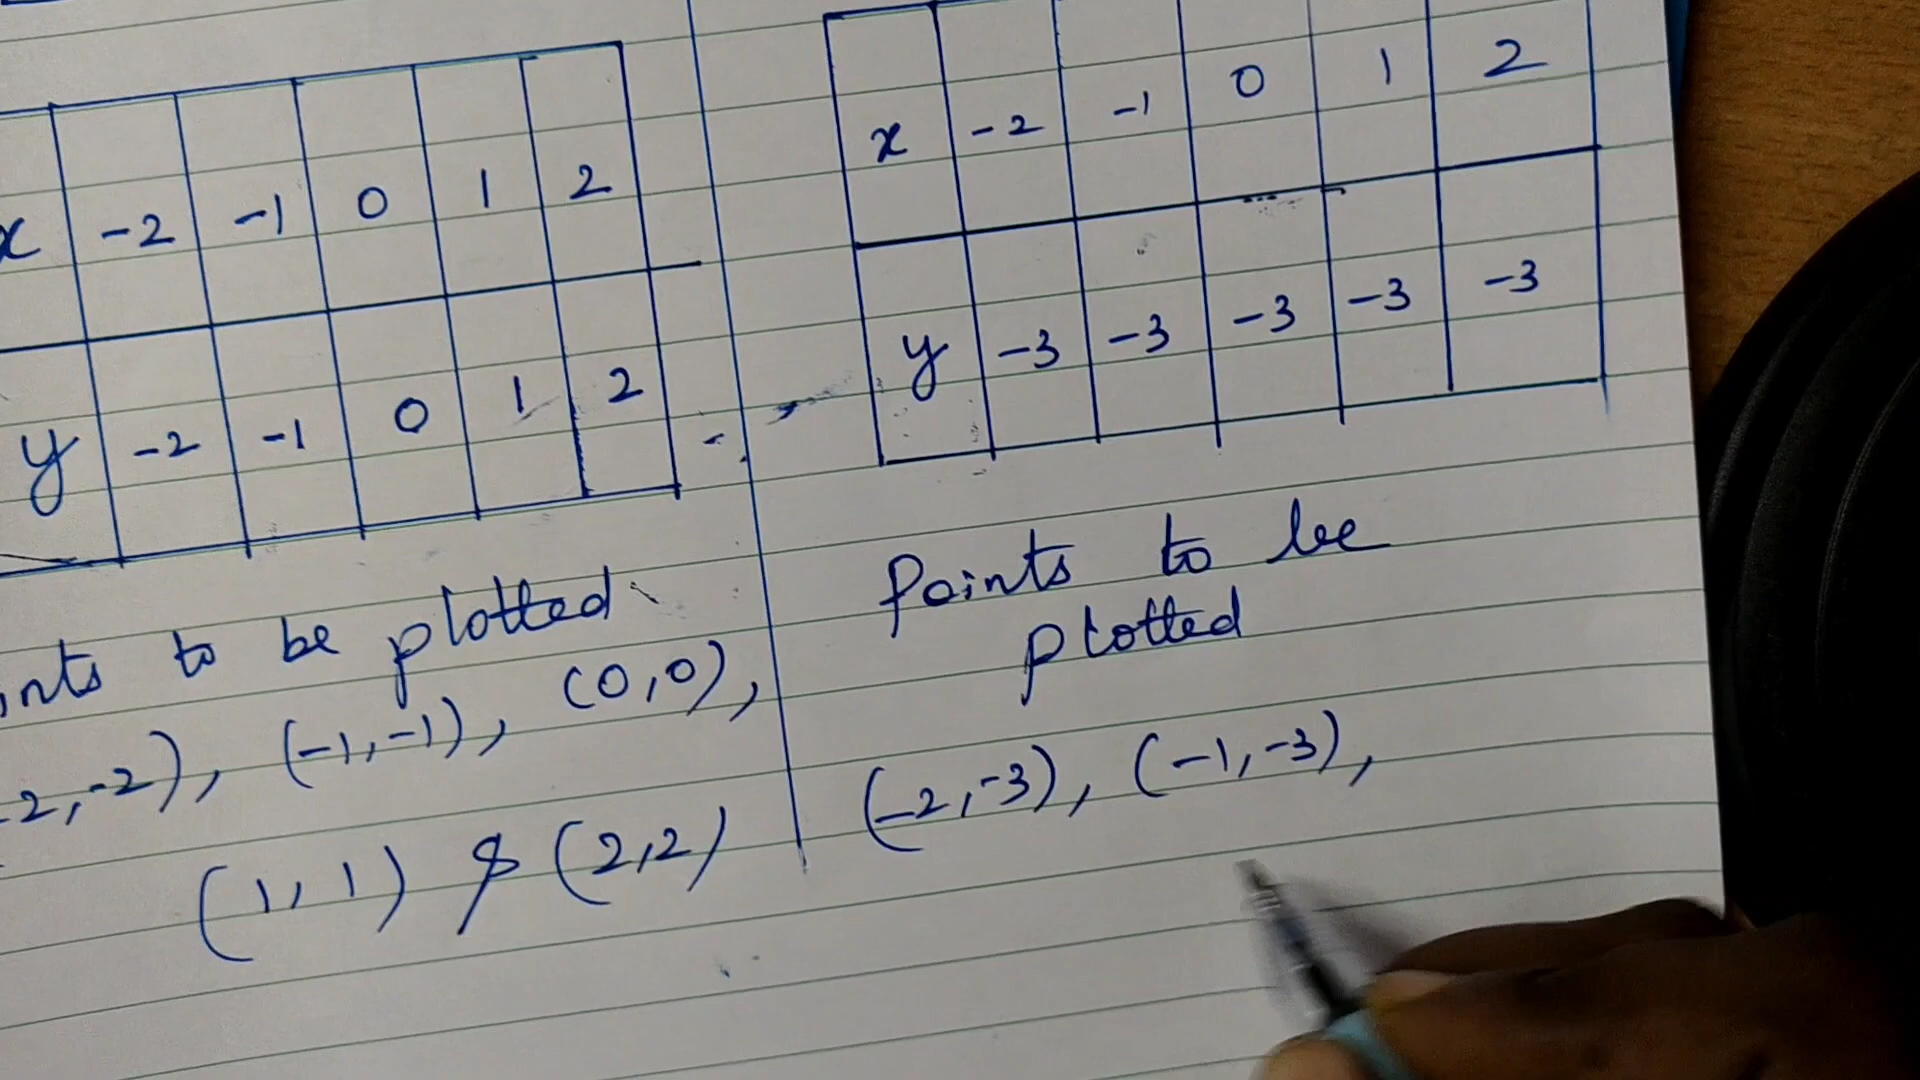 x -2 -1 0 1 2
y -2 -1 0 1 2
ints to be plotted
-2,-2), (-1,-1), (0,0),
(1,1) & (2,2)
x -2 -1 0 1 2
y -3 -3 -3 -3 -3
Points to be
plotted
(-2,-3), (-1,-3),